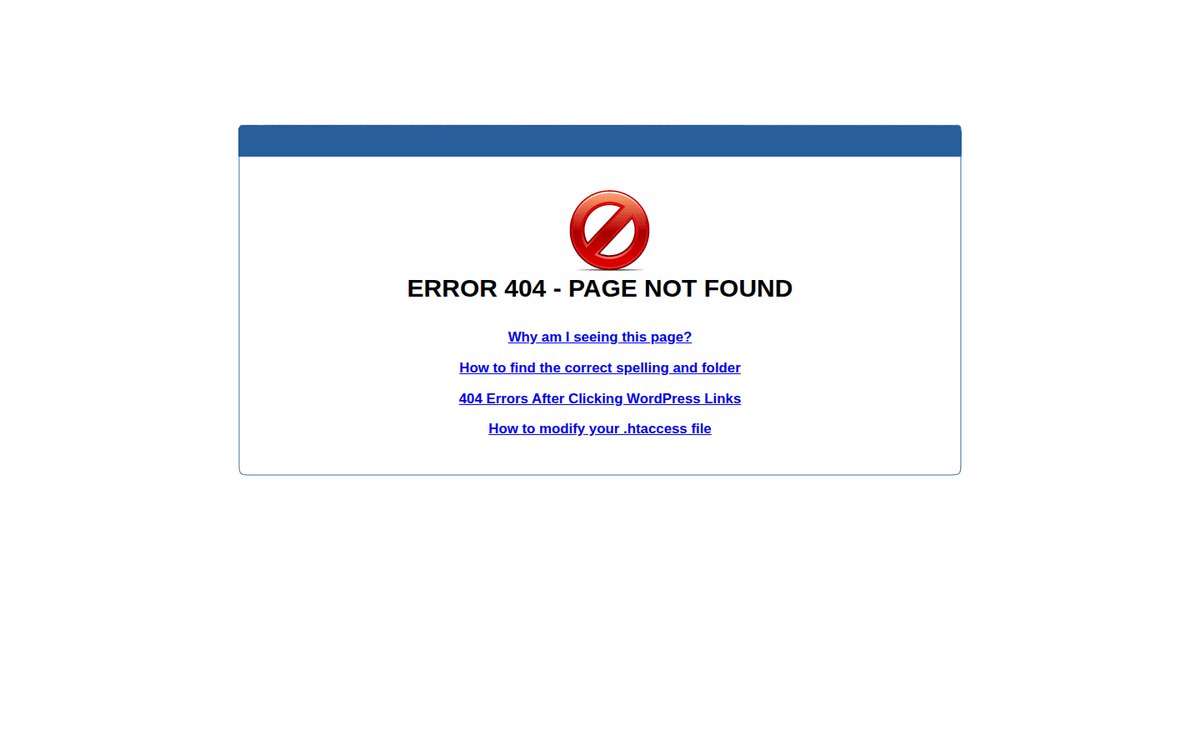 ERROR 404 - PAGE NOT FOUND
Why am I seeing this page?
How to find the correct spelling and folder
404 Errors After Clicking WordPress Links
How to modify your .htaccess file